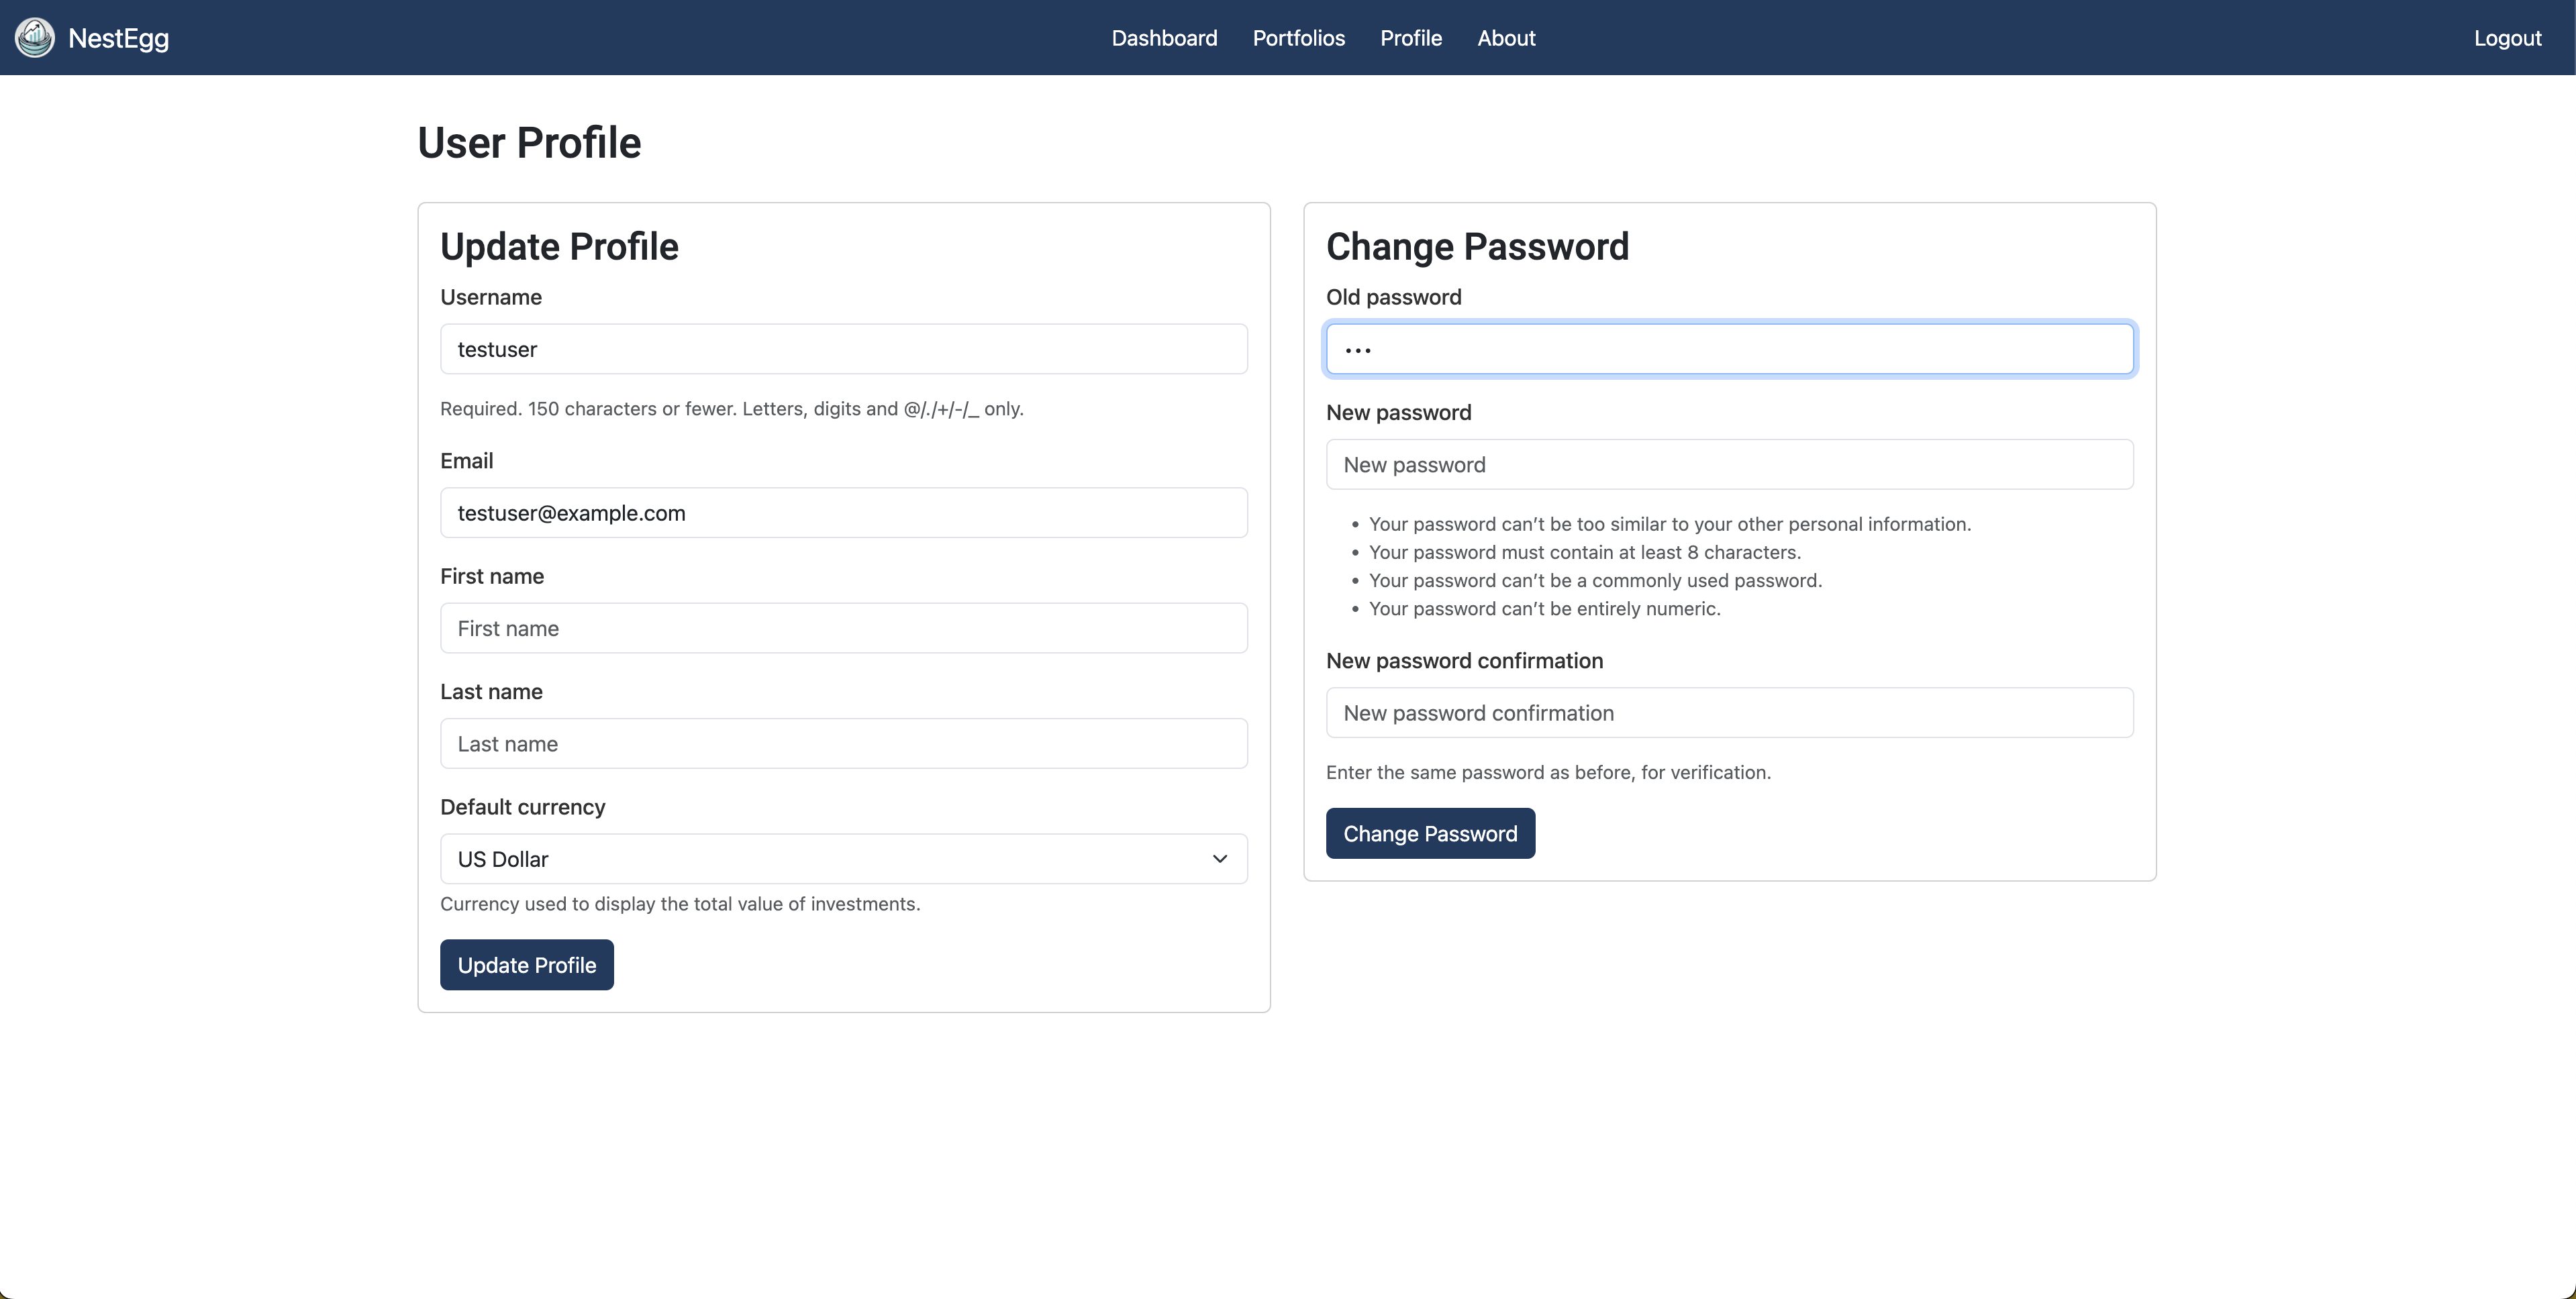 NestEgg
Dashboard
Portfolios
Profile
About
Logout
User Profile
Update Profile
Username
testuser
Required. 150 characters or fewer. Letters, digits and @/./+/-/_ only.
Email
testuser@example.com
First name
First name
Last name
Last name
Default currency
US Dollar
Currency used to display the total value of investments.
Update Profile
Change Password
Old password
•••
New password
New password
• Your password can’t be too similar to your other personal information.
• Your password must contain at least 8 characters.
• Your password can’t be a commonly used password.
• Your password can’t be entirely numeric.
New password confirmation
New password confirmation
Enter the same password as before, for verification.
Change Password